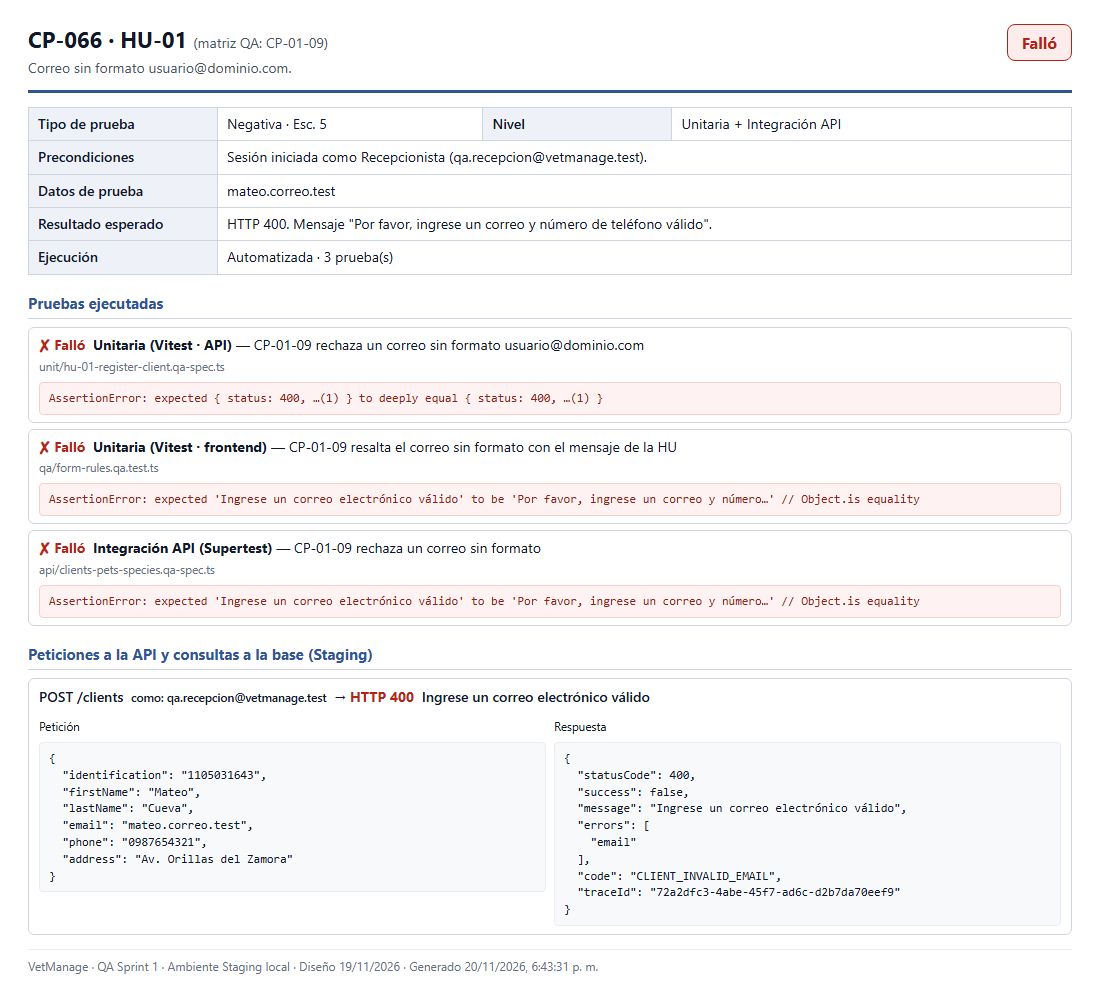 CP-066 · HU-01 (matriz QA: CP-01-09)
Falló
Correo sin formato usuario@dominio.com.
Tipo de prueba
Negativa · Esc. 5
Nivel
Unitaria + Integración API
Precondiciones
Sesión iniciada como Recepcionista (qa.recepcion@vetmanage.test).
Datos de prueba
mateo.correo.test
Resultado esperado
HTTP 400. Mensaje "Por favor, ingrese un correo y número de teléfono válido".
Ejecución
Automatizada · 3 prueba(s)
Pruebas ejecutadas
✘ Falló Unitaria (Vitest · API) — CP-01-09 rechaza un correo sin formato usuario@dominio.com
unit/hu-01-register-client.qa-spec.ts
AssertionError: expected { status: 400, …(1) } to deeply equal { status: 400, …(1) }
✘ Falló Unitaria (Vitest · frontend) — CP-01-09 resalta el correo sin formato con el mensaje de la HU
qa/form-rules.qa.test.ts
AssertionError: expected 'Ingrese un correo electrónico válido' to be 'Por favor, ingrese un correo y número…' // Object.is equality
✘ Falló Integración API (Supertest) — CP-01-09 rechaza un correo sin formato
api/clients-pets-species.qa-spec.ts
AssertionError: expected 'Ingrese un correo electrónico válido' to be 'Por favor, ingrese un correo y número…' // Object.is equality
Peticiones a la API y consultas a la base (Staging)
POST /clients como: qa.recepcion@vetmanage.test → HTTP 400 Ingrese un correo electrónico válido
Petición
{
  "identification": "1105031643",
  "firstName": "Mateo",
  "lastName": "Cueva",
  "email": "mateo.correo.test",
  "phone": "0987654321",
  "address": "Av. Orillas del Zamora"
}
Respuesta
{
  "statusCode": 400,
  "success": false,
  "message": "Ingrese un correo electrónico válido",
  "errors": [
    "email"
  ],
  "code": "CLIENT_INVALID_EMAIL",
  "traceId": "72a2dfc3-4abe-45f7-ad6c-d2b7da70eef9"
}
VetManage · QA Sprint 1 · Ambiente Staging local · Diseño 19/11/2026 · Generado 20/11/2026, 6:43:31 p. m.